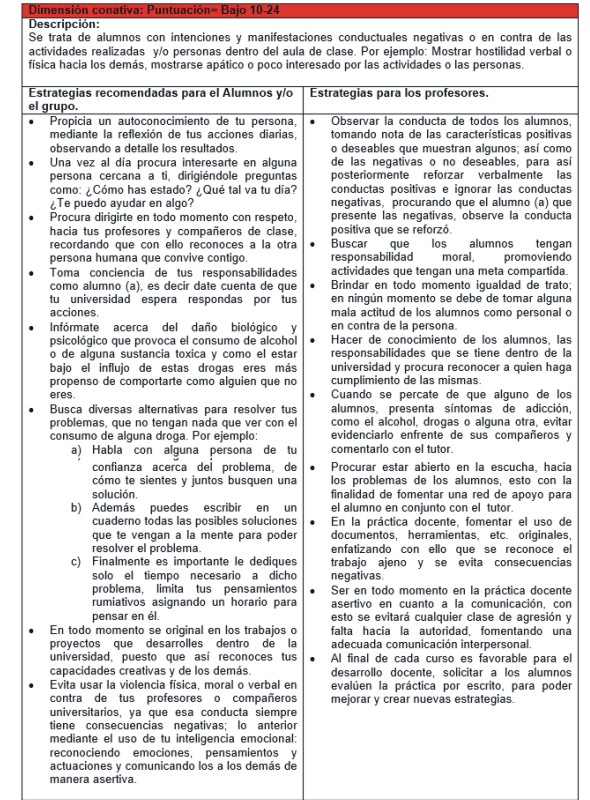 Dimensión conativa: Puntuación= Bajo 10-24
Descripción:
Se trata de alumnos con intenciones y manifestaciones conductuales negativas o en contra de las
actividades realizadas y/o personas dentro del aula de clase. Por ejemplo: Mostrar hostilidad verbal o
física hacia los demás, mostrarse apático o poco interesado por las actividades o las personas.
Estrategias recomendadas para el Alumnos y/o
el grupo.
• Propicia un autoconocimiento de tu persona,
mediante la reflexión de tus acciones diarias,
observando a detalle los resultados.
• Una vez al día procura interesarte en alguna
persona cercana a ti, dirigiéndole preguntas
como: ¿Cómo has estado? ¿Qué tal va tu día?
¿Te puedo ayudar en algo?
• Procura dirigirte en todo momento con respeto,
hacia tus profesores y compañeros de clase,
recordando que con ello reconoces a la otra
persona humana que convive contigo.
• Toma conciencia de tus responsabilidades
como alumno (a), es decir date cuenta de que
tu universidad espera respondas por tus
acciones.
• Infórmate acerca del daño biológico y
psicológico que provoca el consumo de alcohol
o de alguna sustancia toxica y como el estar
bajo el influjo de estas drogas eres más
propenso de comportarte como alguien que no
eres.
• Busca diversas alternativas para resolver tus
problemas, que no tengan nada que ver con el
consumo de alguna droga. Por ejemplo:
a) Habla con alguna persona de tu
confianza acerca del problema, de
cómo te sientes y juntos busquen una
solución.
b) Además puedes escribir en un
cuaderno todas las posibles soluciones
que te vengan a la mente para poder
resolver el problema.
c) Finalmente es importante le dediques
solo el tiempo necesario a dicho
problema, limita tus pensamientos
rumiativos asignando un horario para
pensar en él.
• En todo momento se original en los trabajos o
proyectos que desarrolles dentro de la
universidad, puesto que así reconoces tus
capacidades creativas y de los demás.
• Evita usar la violencia física, moral o verbal en
contra de tus profesores o compañeros
universitarios, ya que esa conducta siempre
tiene consecuencias negativas; lo anterior
mediante el uso de tu inteligencia emocional:
reconociendo emociones, pensamientos y
actuaciones y comunicando los a los demás de
manera asertiva.
Estrategias para los profesores.
• Observar la conducta de todos los alumnos,
tomando nota de las características positivas
o deseables que muestran algunos; así como
de las negativas o no deseables, para así
posteriormente reforzar verbalmente las
conductas positivas e ignorar las conductas
negativas, procurando que el alumno (a) que
presente las negativas, observe la conducta
positiva que se reforzó.
• Buscar que los alumnos tengan
responsabilidad moral, promoviendo
actividades que tengan una meta compartida.
• Brindar en todo momento igualdad de trato;
en ningún momento se debe de tomar alguna
mala actitud de los alumnos como personal o
en contra de la persona.
• Hacer de conocimiento de los alumnos, las
responsabilidades que se tiene dentro de la
universidad y procura reconocer a quien haga
cumplimiento de las mismas.
• Cuando se percate de que alguno de los
alumnos, presenta síntomas de adicción,
como el alcohol, drogas o alguna otra, evitar
evidenciarlo enfrente de sus compañeros y
comentarlo con el tutor.
• Procurar estar abierto en la escucha, hacia
los problemas de los alumnos, esto con la
finalidad de fomentar una red de apoyo para
el alumno en conjunto con el tutor.
• En la práctica docente, fomentar el uso de
documentos, herramientas, etc. originales,
enfatizando con ello que se reconoce el
trabajo ajeno y se evita consecuencias
negativas.
• Ser en todo momento en la práctica docente
asertivo en cuanto a la comunicación, con
esto se evitará cualquier clase de agresión y
falta hacia la autoridad, fomentando una
adecuada comunicación interpersonal.
• Al final de cada curso es favorable para el
desarrollo docente, solicitar a los alumnos
evalúen la práctica por escrito, para poder
mejorar y crear nuevas estrategias.